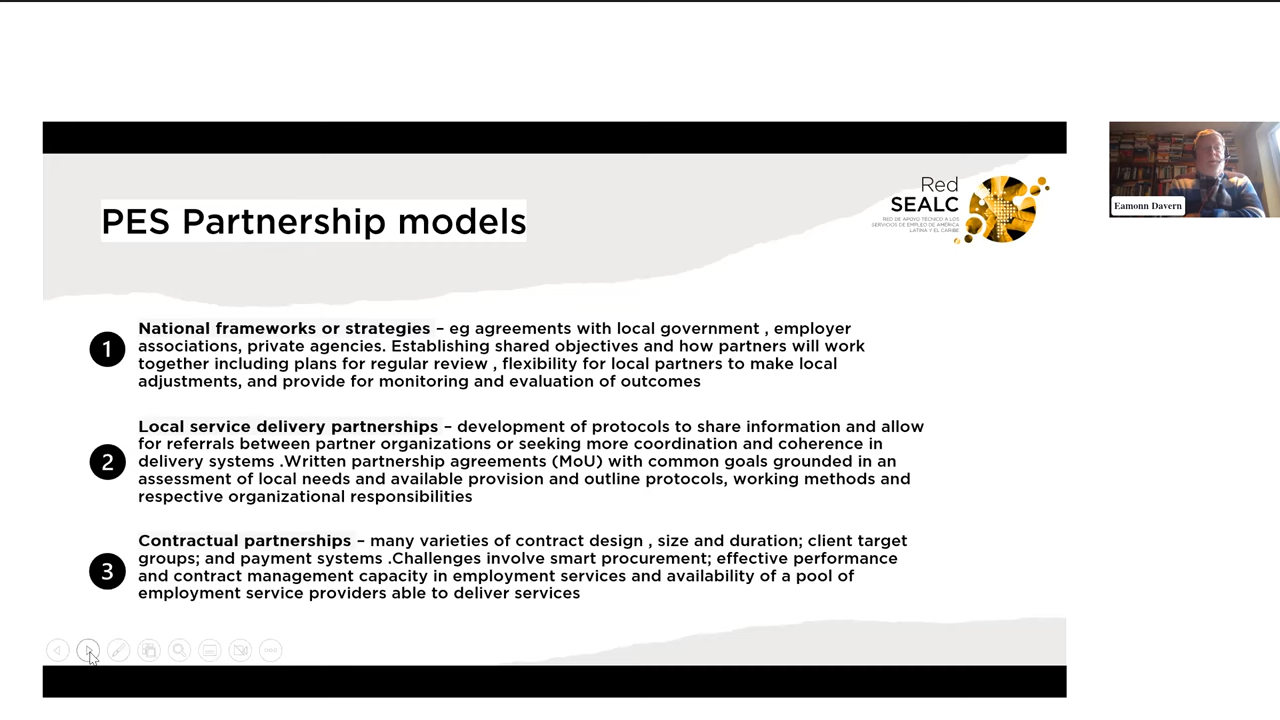 PES Partnership models
Red
SEALC
RED DE APOYO TÉCNICO A LOS
SERVICIOS DE EMPLEO DE AMÉRICA
LATINA Y EL CARIBE
Eamonn Davern
1
National frameworks or strategies – eg agreements with local government , employer
associations, private agencies. Establishing shared objectives and how partners will work
together including plans for regular review , flexibility for local partners to make local
adjustments, and provide for monitoring and evaluation of outcomes
2
Local service delivery partnerships – development of protocols to share information and allow
for referrals between partner organizations or seeking more coordination and coherence in
delivery systems .Written partnership agreements (MoU) with common goals grounded in an
assessment of local needs and available provision and outline protocols, working methods and
respective organizational responsibilities
3
Contractual partnerships – many varieties of contract design , size and duration; client target
groups; and payment systems .Challenges involve smart procurement; effective performance
and contract management capacity in employment services and availability of a pool of
employment service providers able to deliver services